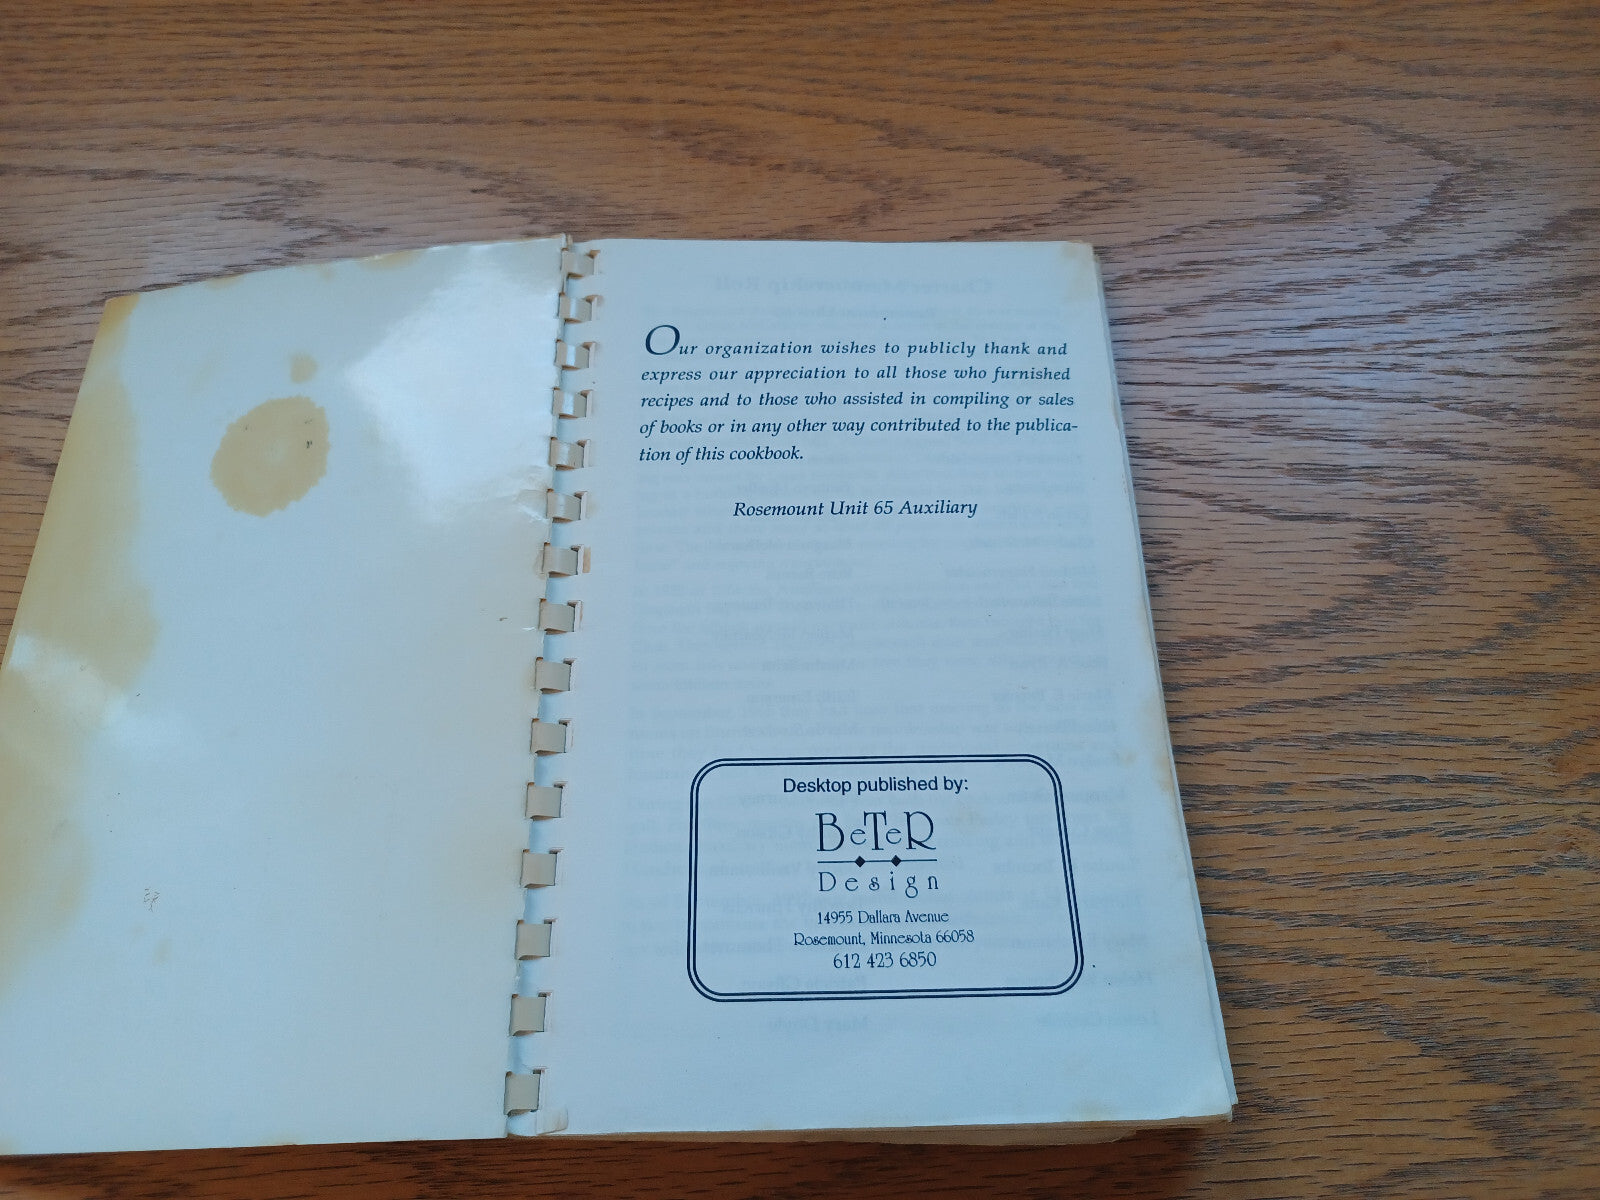 Our organization wishes to publicly thank and
express our appreciation to all those who furnished
recipes and to those who assisted in compiling or sales
of books or in any other way contributed to the publica-
tion of this cookbook.
Rosemount Unit 65 Auxiliary
Desktop published by:
BeTeR
Design
14955 Dallara Avenue
Rosemount, Minnesota 66058
612 423 6850